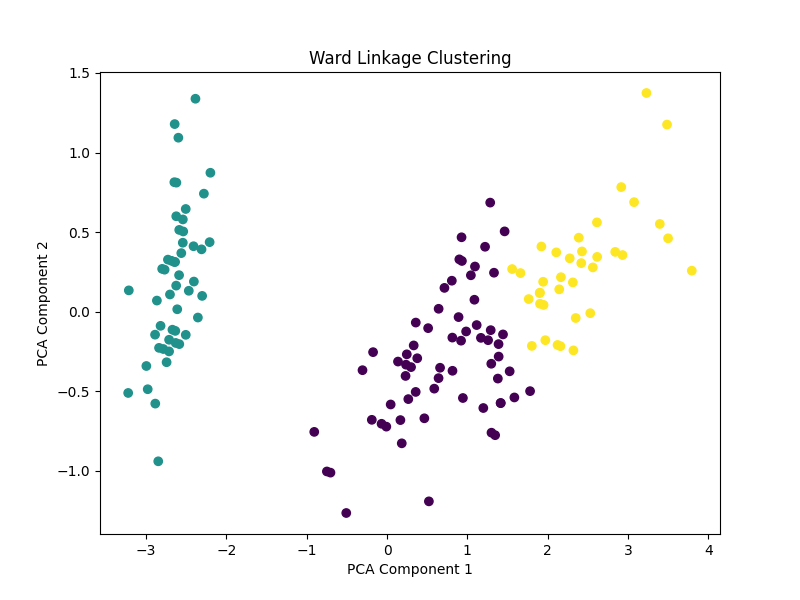 Ward Linkage Clustering
1.5
1.0
0.5
0.0
−0.5
−1.0
PCA Component 2
−3 −2 −1 0 1 2 3 4
PCA Component 1